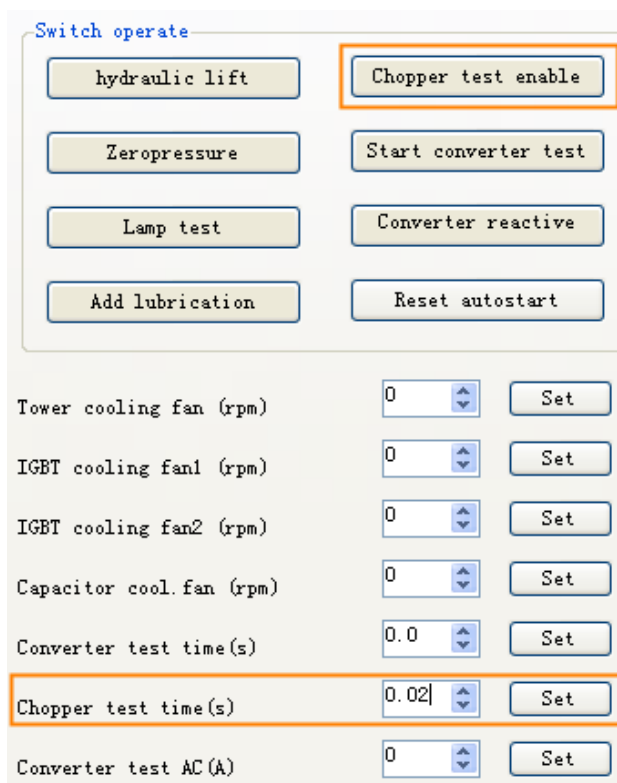 Switch operate
hydraulic lift Chopper test enable
Zeropressure Start converter test
Lamp test Converter reactive
Add lubrication Reset autostart
Tower cooling fan (rpm) 0 Set
IGBT cooling fan1 (rpm) 0 Set
IGBT cooling fan2 (rpm) 0 Set
Capacitor cool.fan (rpm) 0 Set
Converter test time(s) 0.0 Set
Chopper test time(s) 0.02 Set
Converter test AC(A) 0 Set